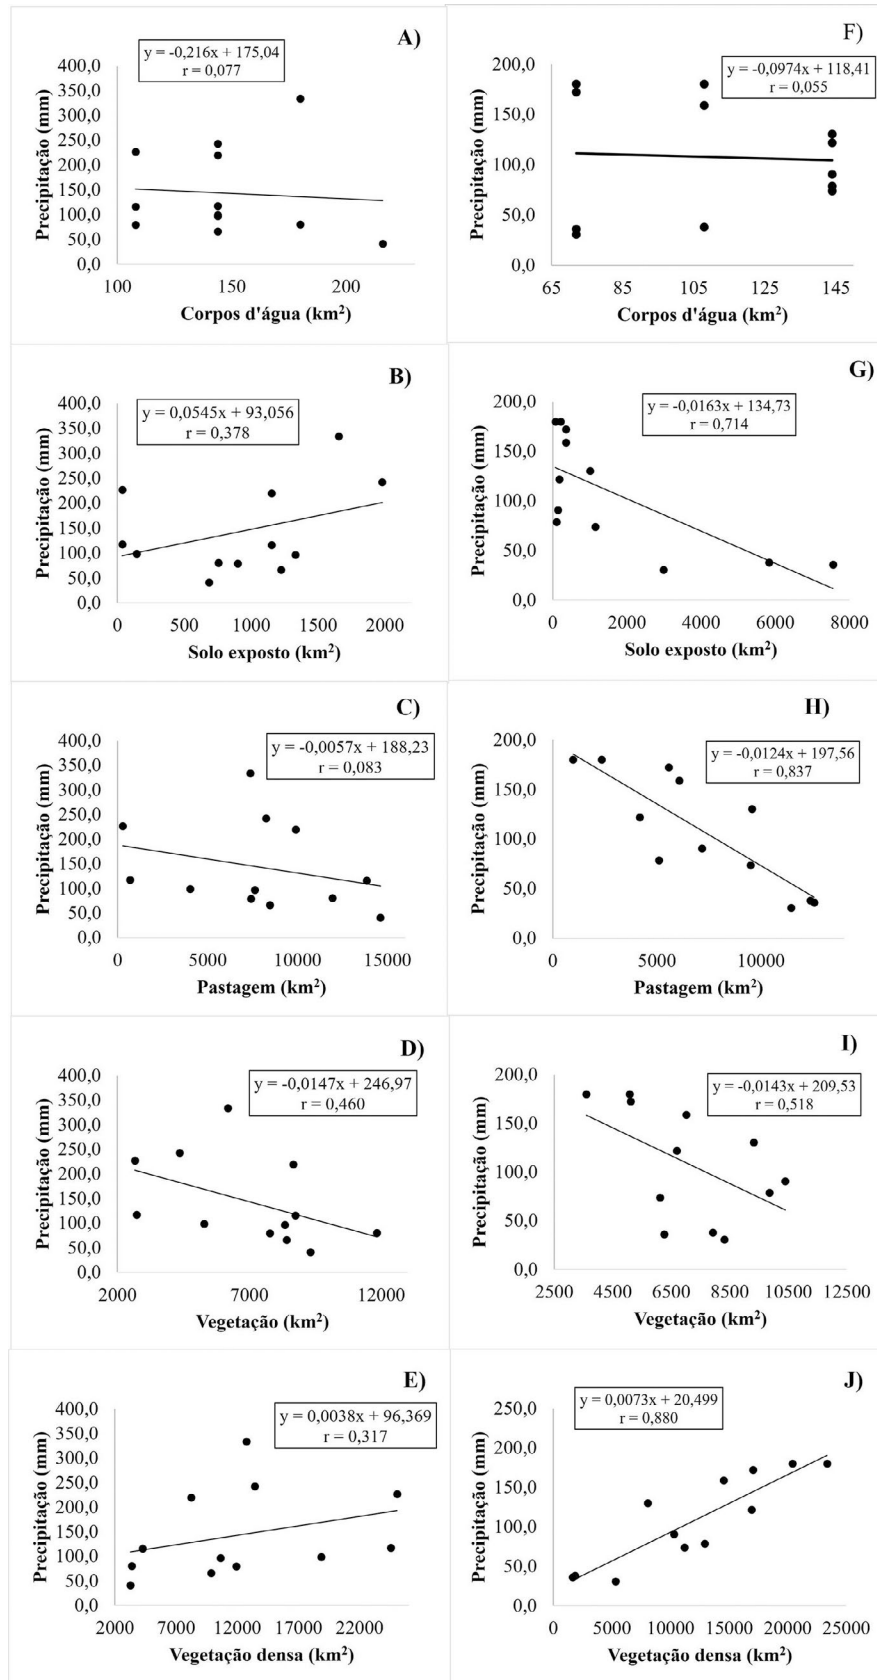 A)
y = -0,216x + 175,04
r = 0,077
400,0
350,0
300,0
250,0
200,0
150,0
100,0
50,0
0,0
Precipitação (mm)
100 150 200
Corpos d'água (km²)
F)
y = -0,0974x + 118,41
r = 0,055
200,0
150,0
100,0
50,0
0,0
Precipitação (mm)
65 85 105 125 145
Corpos d'água (km²)
B)
y = 0,0545x + 93,056
r = 0,378
400,0
350,0
300,0
250,0
200,0
150,0
100,0
50,0
0,0
Precipitação (mm)
0 500 1000 1500 2000
Solo exposto (km²)
G)
y = -0,0163x + 134,73
r = 0,714
200,0
150,0
100,0
50,0
0,0
Precipitação (mm)
0 2000 4000 6000 8000
Solo exposto (km²)
C)
y = -0,0057x + 188,23
r = 0,083
400,0
350,0
300,0
250,0
200,0
150,0
100,0
50,0
0,0
Precipitação (mm)
0 5000 10000 15000
Pastagem (km²)
H)
y = -0,0124x + 197,56
r = 0,837
200,0
150,0
100,0
50,0
0,0
Precipitação (mm)
0 5000 10000
Pastagem (km²)
D)
y = -0,0147x + 246,97
r = 0,460
400,0
350,0
300,0
250,0
200,0
150,0
100,0
50,0
0,0
Precipitação (mm)
2000 7000 12000
Vegetação (km²)
I)
y = -0,0143x + 209,53
r = 0,518
200,0
150,0
100,0
50,0
0,0
Precipitação (mm)
2500 4500 6500 8500 10500 12500
Vegetação (km²)
E)
y = 0,0038x + 96,369
r = 0,317
400,0
350,0
300,0
250,0
200,0
150,0
100,0
50,0
0,0
Precipitação (mm)
2000 7000 12000 17000 22000
Vegetação densa (km²)
J)
y = 0,0073x + 20,499
r = 0,880
250,0
200,0
150,0
100,0
50,0
0,0
Precipitação (mm)
0 5000 10000 15000 20000 25000
Vegetação densa (km²)